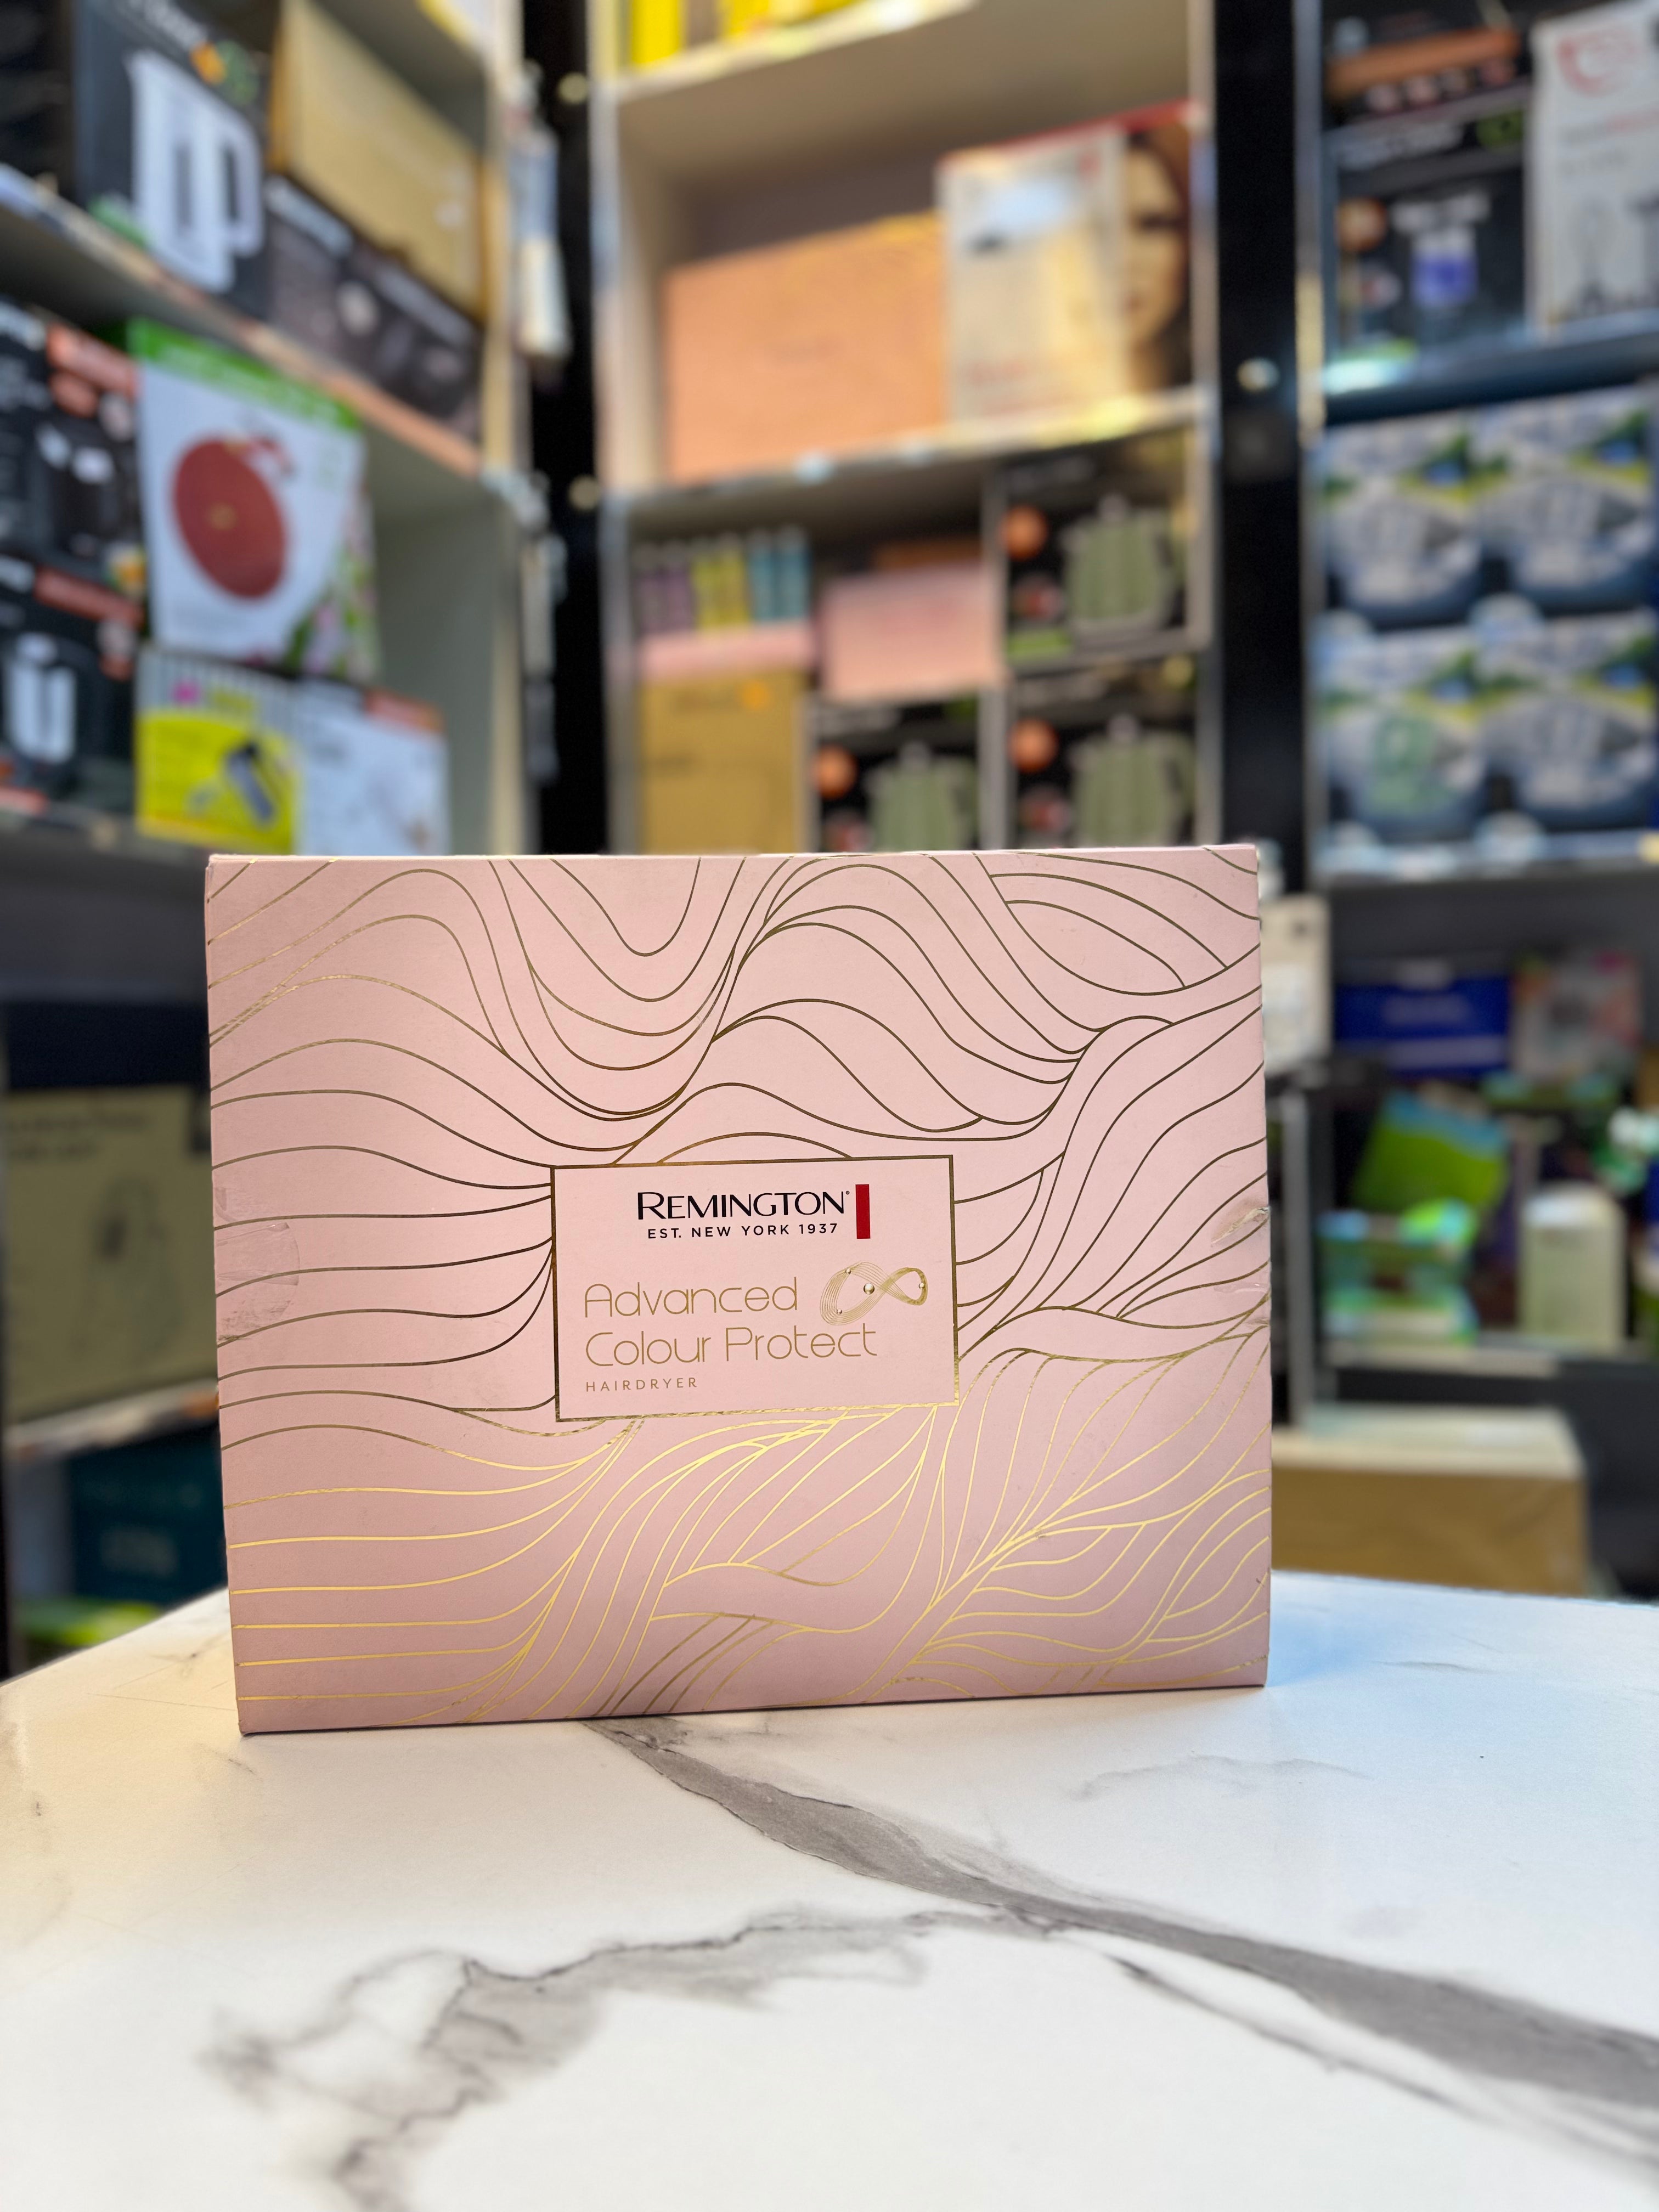 REMINGTON®
EST. NEW YORK 1937
Advanced
Colour Protect
HAIRDRYER